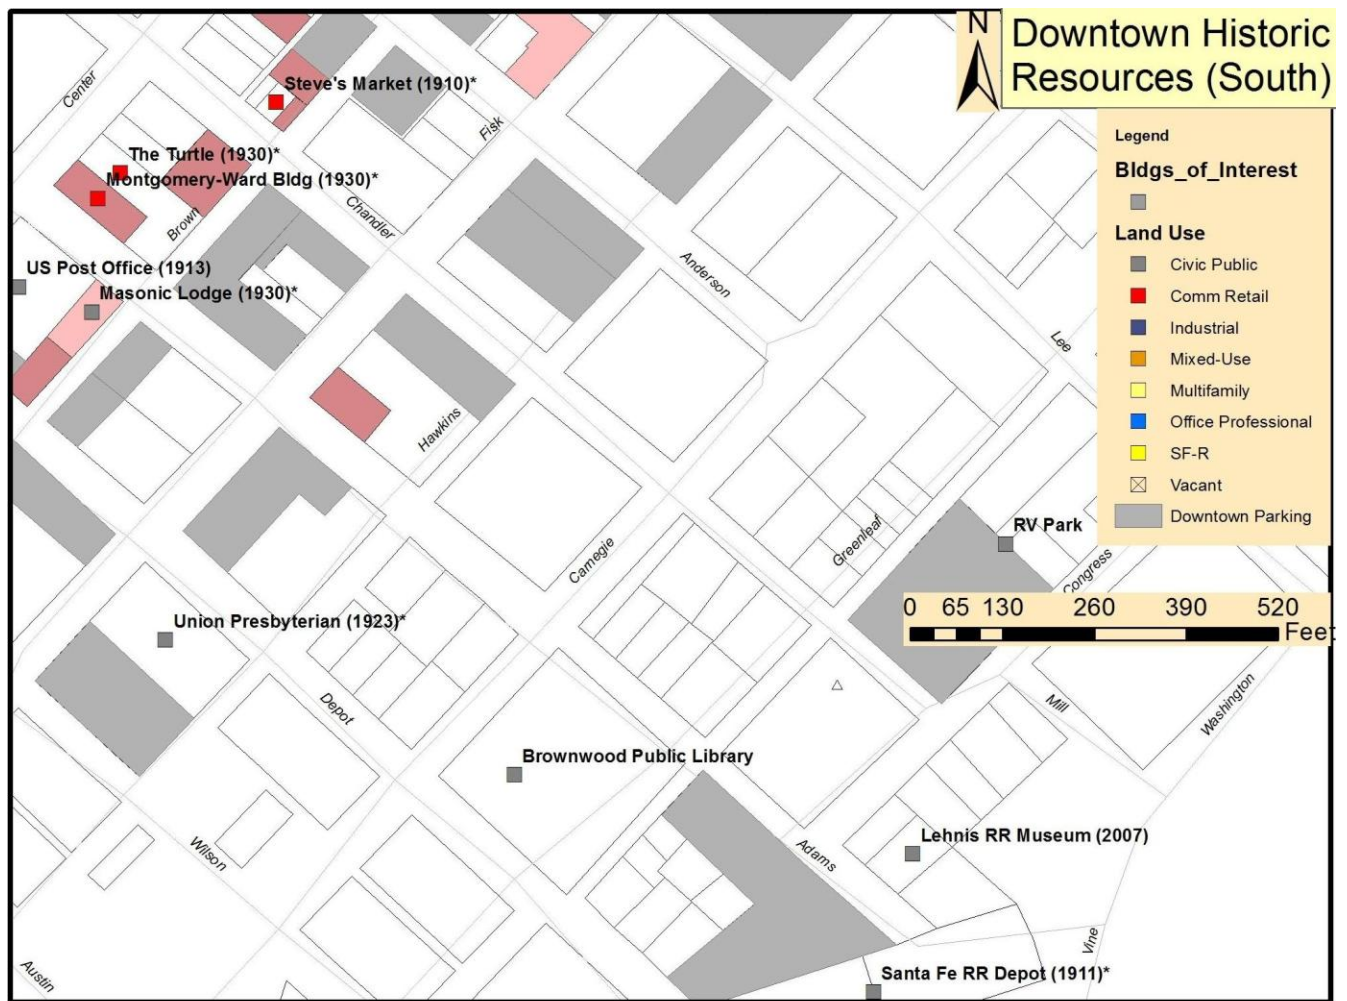 N
Downtown Historic
Resources (South)
Legend
Bldgs_of_Interest
Land Use
Civic Public
Comm Retail
Industrial
Mixed-Use
Multifamily
Office Professional
SF-R
Vacant
Downtown Parking
0 65 130 260 390 520
Feet
Center
Steve's Market (1910)*
Fisk
The Turtle (1930)*
Montgomery-Ward Bldg (1930)*
Brown
Chandler
US Post Office (1913)
Masonic Lodge (1930)*
Anderson
Lee
Hawkins
Greenleaf
RV Park
Carnegie
Congress
Union Presbyterian (1923)*
Depot
Mill
Washington
Brownwood Public Library
Wilson
Adams
Lehnis RR Museum (2007)
Vine
Austin
Santa Fe RR Depot (1911)*